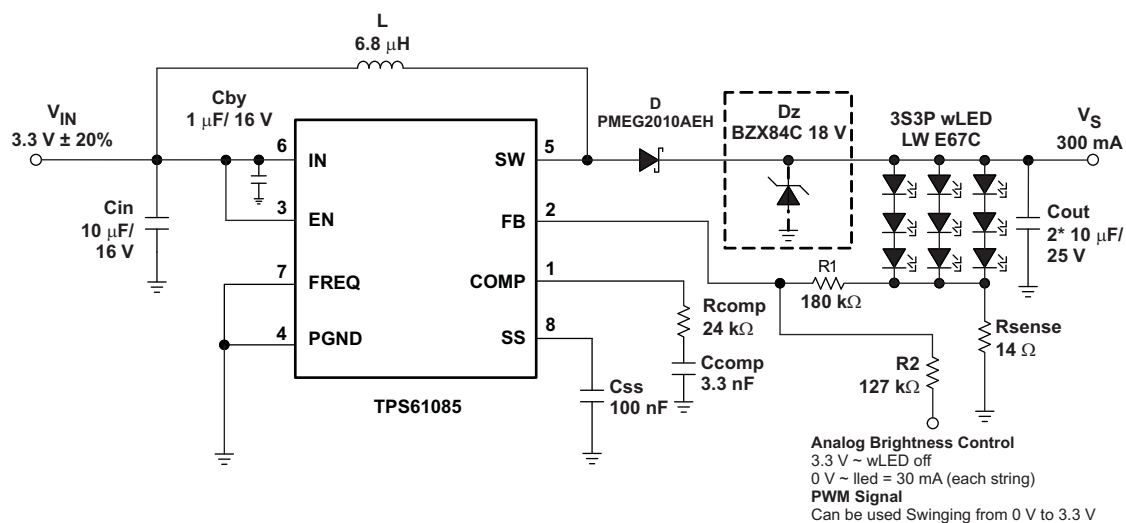 L
6.8 μH
Cby
1 μF/ 16 V
VIN
3.3 V ± 20%
D
PMEG2010AEH
Dz
BZX84C 18 V
3S3P wLED
LW E67C
VS
300 mA
6
IN
SW
5
3
EN
FB
2
Cin
10 μF/
16 V
Cout
2* 10 μF/
25 V
7
FREQ
COMP
1
R1
180 kΩ
Rcomp
24 kΩ
4
PGND
SS
8
Rsense
14 Ω
Ccomp
3.3 nF
R2
127 kΩ
Css
100 nF
TPS61085
Analog Brightness Control
3.3 V ~ wLED off
0 V ~ Iled = 30 mA (each string)
PWM Signal
Can be used Swinging from 0 V to 3.3 V